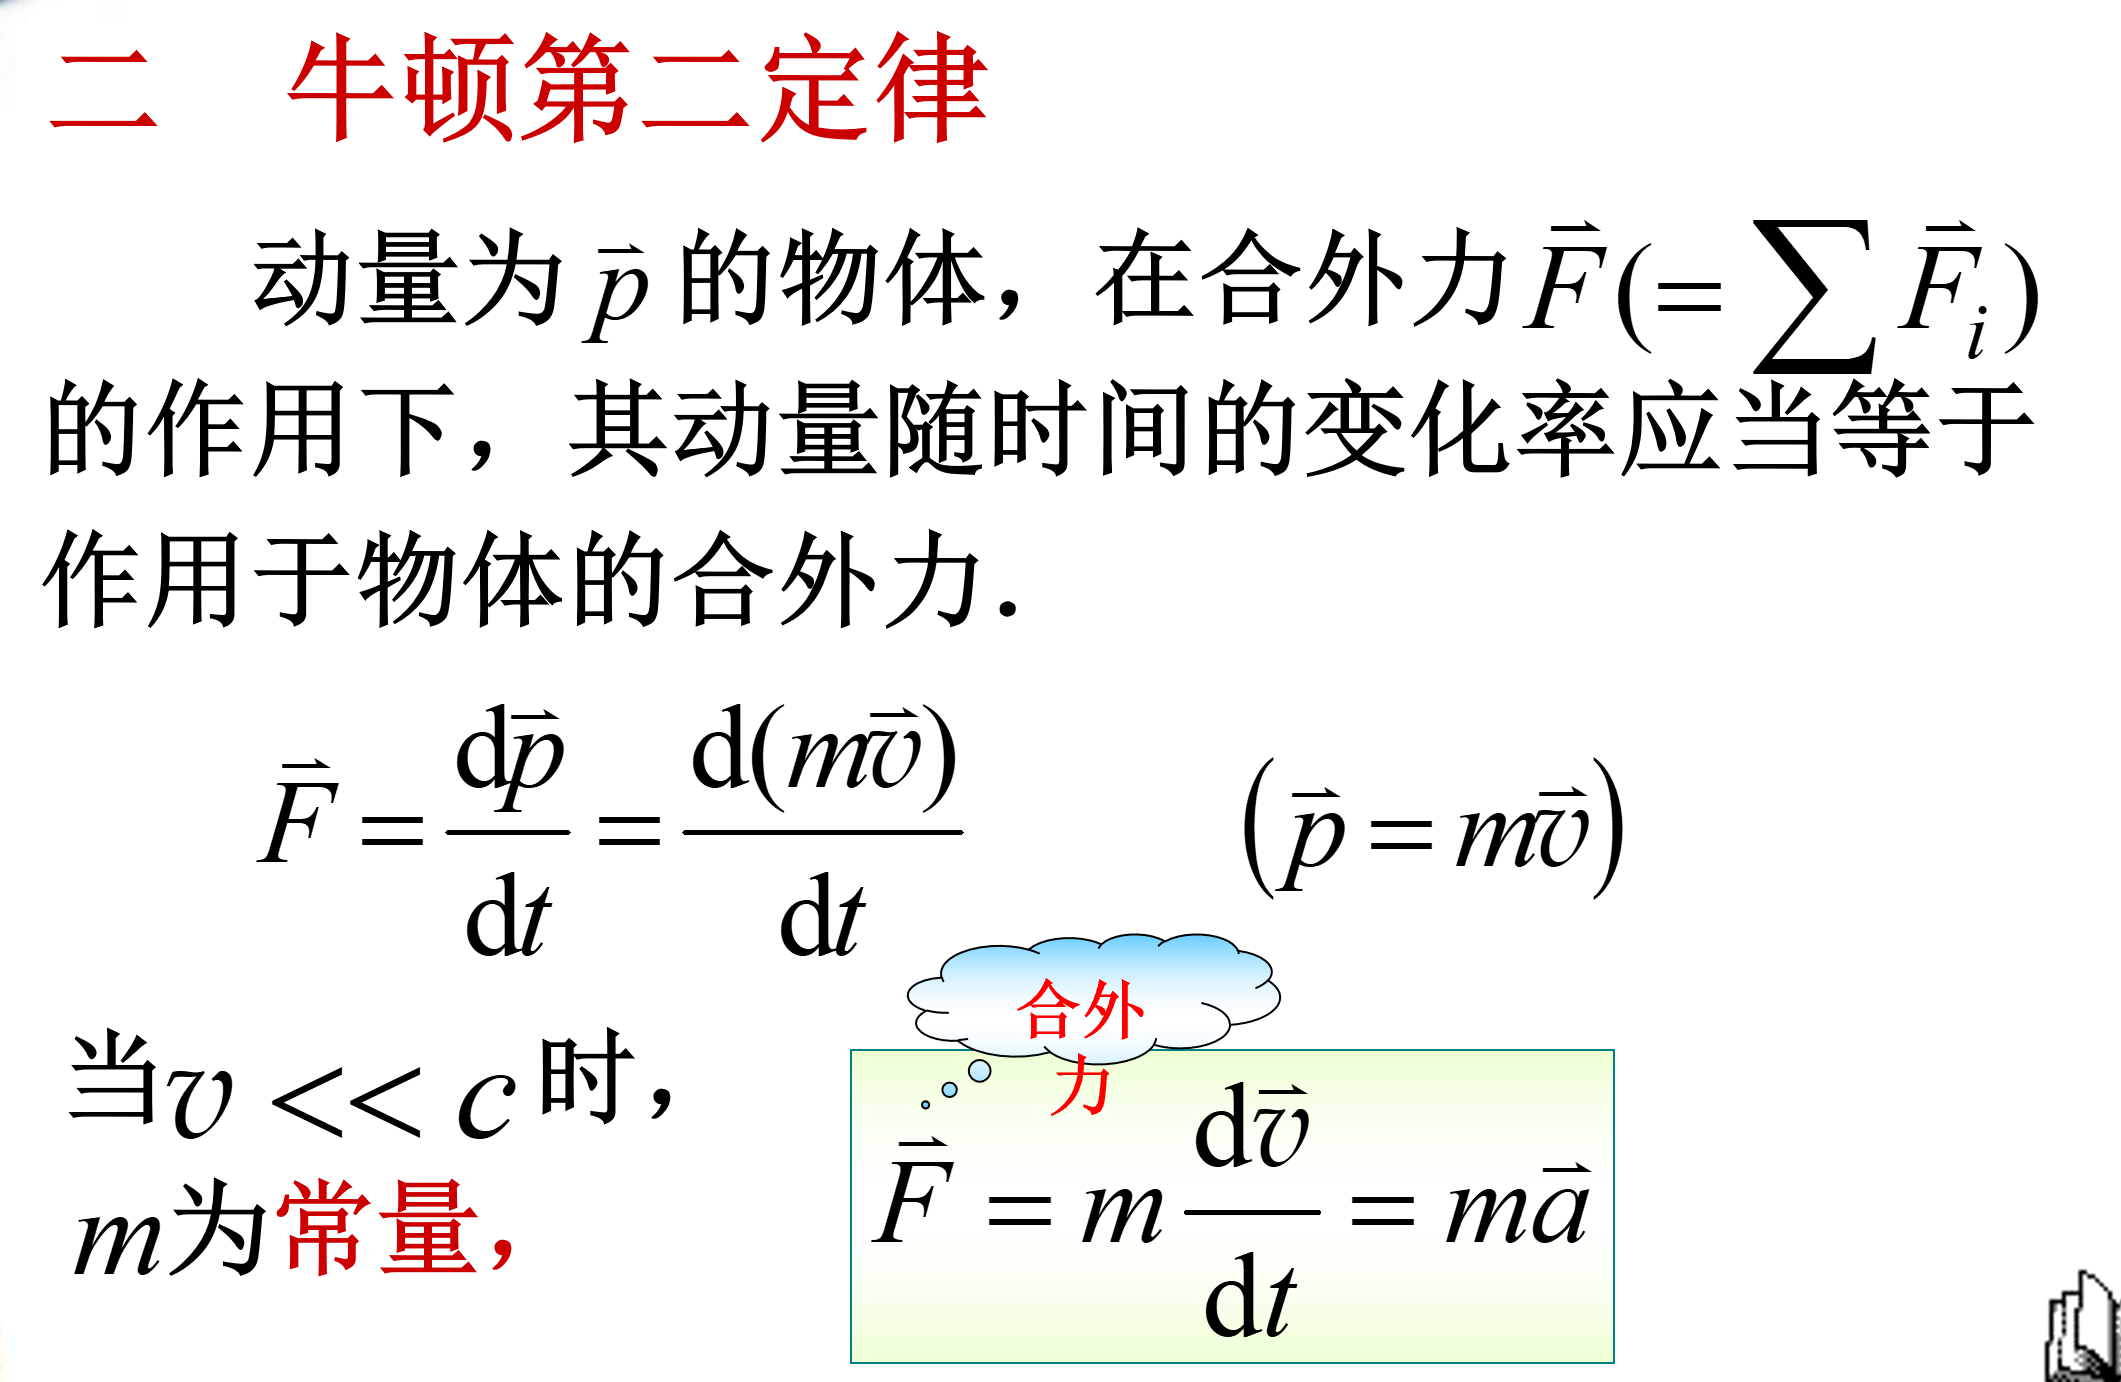 二 牛顿第二定律
动量为 p⃗ 的物体，在合外力 F⃗ (= ∑ F⃗ᵢ)
的作用下，其动量随时间的变化率应当等于
作用于物体的合外力．
F⃗ = dp⃗/dt = d(mv⃗)/dt (p⃗ = mv⃗)
当 v << c 时，
合外
力
m为常量，
F⃗ = m dv⃗/dt = ma⃗